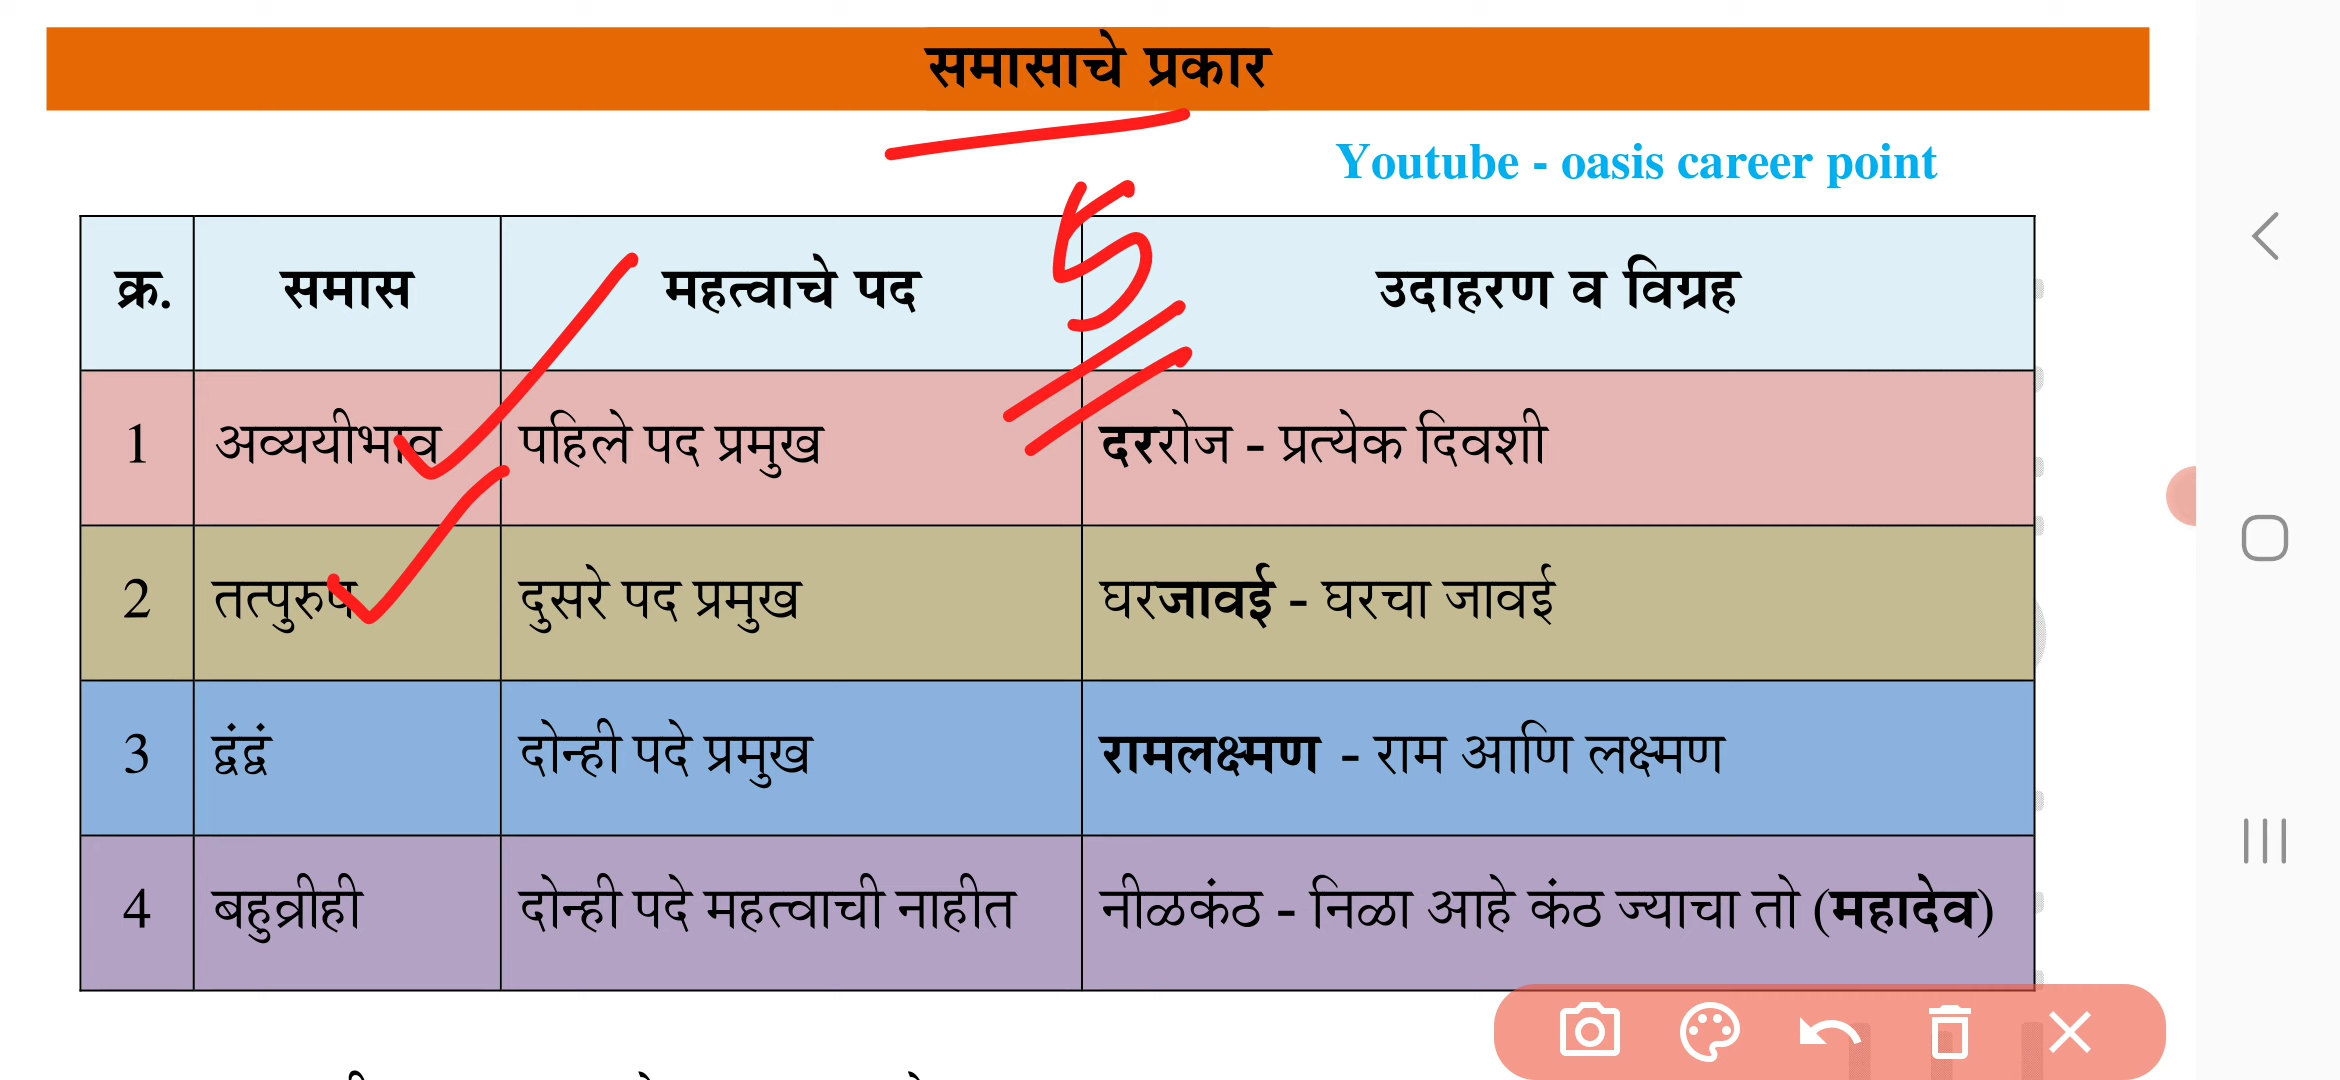 समासाचे प्रकार
Youtube - oasis career point
5
क्र. समास महत्वाचे पद उदाहरण व विग्रह
1 अव्ययीभाव पहिले पद प्रमुख दररोज - प्रत्येक दिवशी
2 तत्पुरुष दुसरे पद प्रमुख घरजावई - घरचा जावई
3 द्वंद्वं दोन्ही पदे प्रमुख रामलक्ष्मण - राम आणि लक्ष्मण
4 बहुव्रीही दोन्ही पदे महत्वाची नाहीत नीळकंठ - निळा आहे कंठ ज्याचा तो (महादेव)